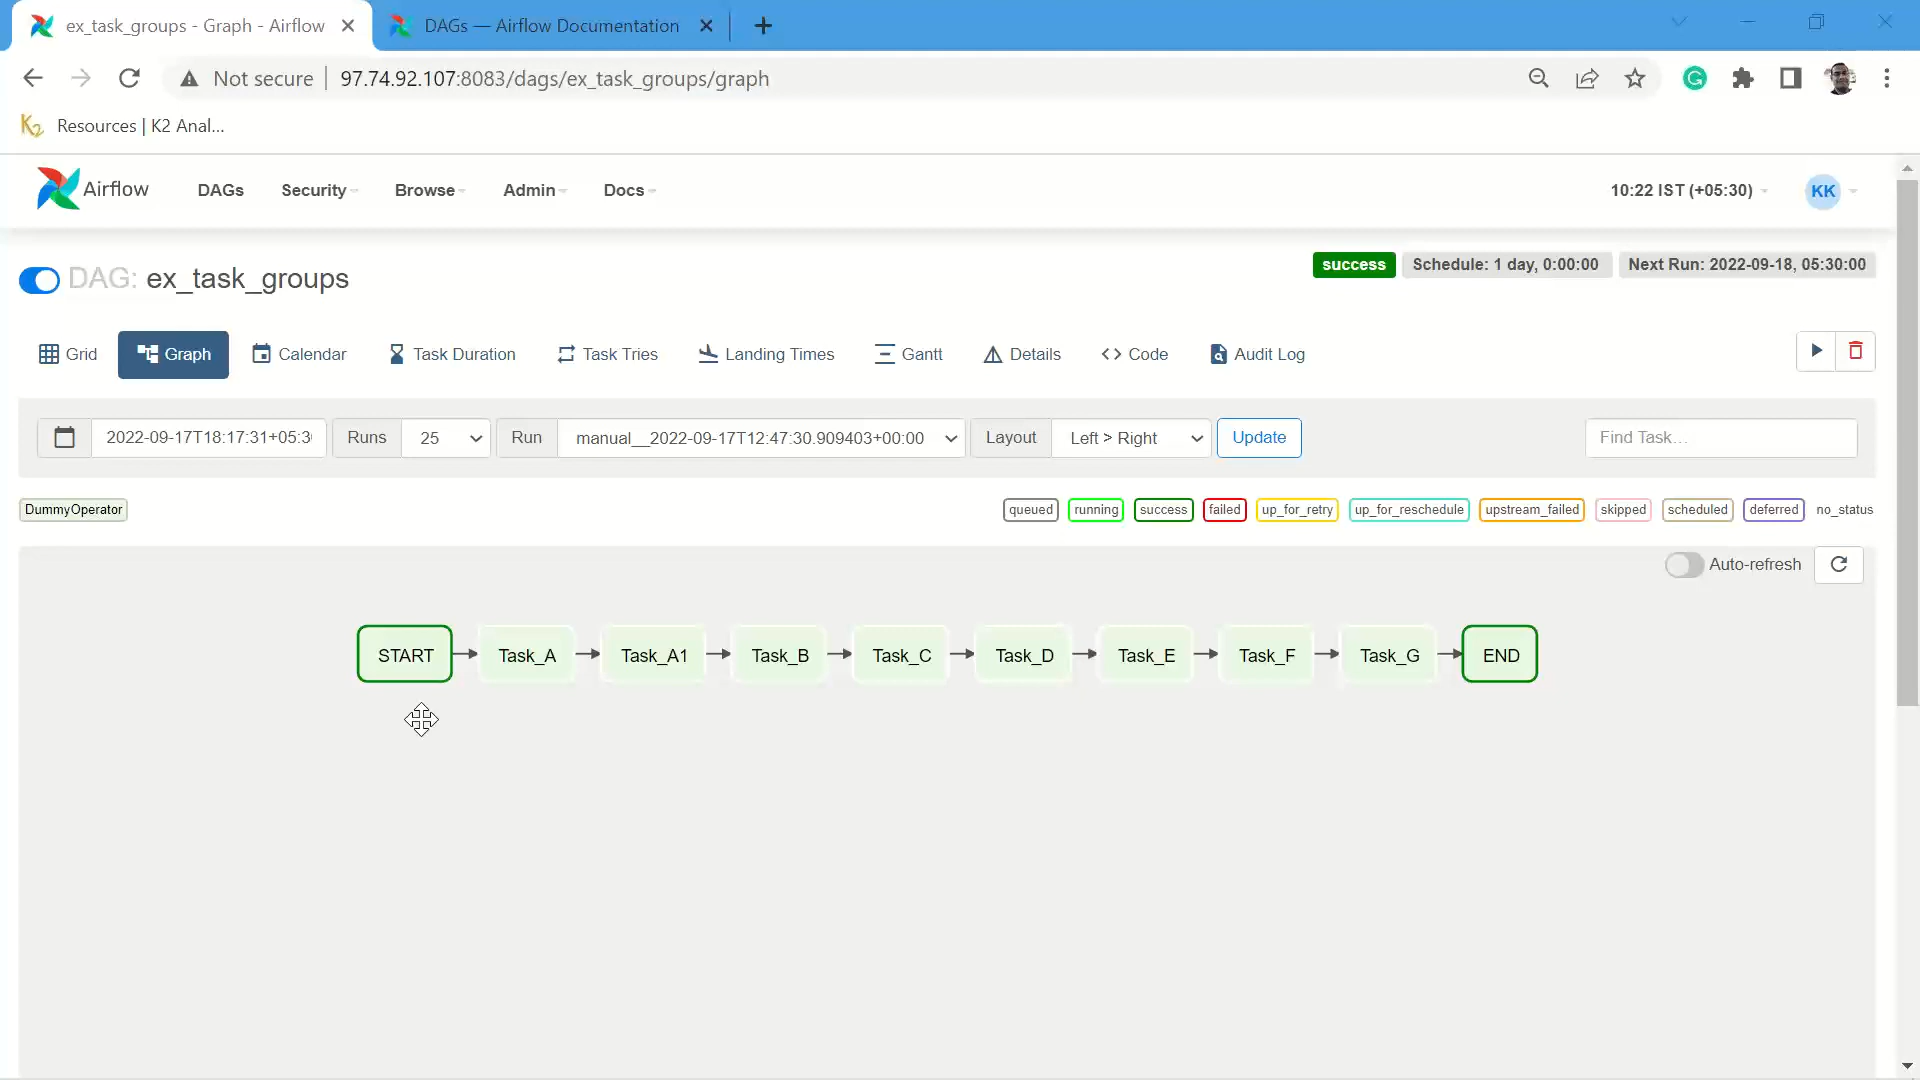 ex_task_groups - Graph - Airflow
DAGs — Airflow Documentation
Not secure
97.74.92.107:8083/dags/ex_task_groups/graph
K2
Resources | K2 Anal...
Airflow
DAGs
Security
Browse
Admin
Docs
10:22 IST (+05:30)
KK
DAG: ex_task_groups
success
Schedule: 1 day, 0:00:00
Next Run: 2022-09-18, 05:30:00
Grid
Graph
Calendar
Task Duration
Task Tries
Landing Times
Gantt
Details
Code
Audit Log
2022-09-17T18:17:31+05:3
Runs
25
Run
manual__2022-09-17T12:47:30.909403+00:00
Layout
Left > Right
Update
Find Task...
DummyOperator
queued
running
success
failed
up_for_retry
up_for_reschedule
upstream_failed
skipped
scheduled
deferred
no_status
Auto-refresh
START
Task_A
Task_A1
Task_B
Task_C
Task_D
Task_E
Task_F
Task_G
END